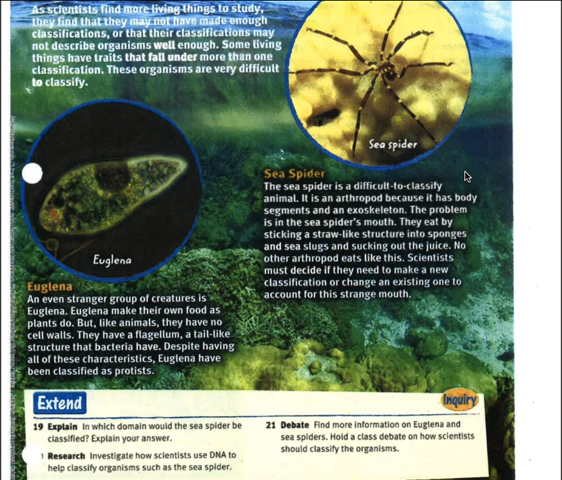 As scientists find more living things to study,
they find that they may not have made enough
classifications, or that their classifications may
not describe organisms well enough. Some living
things have traits that fall under more than one
classification. These organisms are very difficult
to classify.
Sea spider
Sea Spider
The sea spider is a difficult-to-classify
animal. It is an arthropod because it has body
segments and an exoskeleton. The problem
is in the sea spider's mouth. They eat by
sticking a straw-like structure into sponges
and sea slugs and sucking out the juice. No
other arthropod eats like this. Scientists
must decide if they need to make a new
classification or change an existing one to
account for this strange mouth.
Euglena
Euglena
An even stranger group of creatures is
Euglena. Euglena make their own food as
plants do. But, like animals, they have no
cell walls. They have a flagellum, a tail-like
structure that bacteria have. Despite having
all of these characteristics, Euglena have
been classified as protists.
Extend
Inquiry
19 Explain In which domain would the sea spider be
classified? Explain your answer.
Research Investigate how scientists use DNA to
help classify organisms such as the sea spider.
21 Debate Find more information on Euglena and
sea spiders. Hold a class debate on how scientists
should classify the organisms.